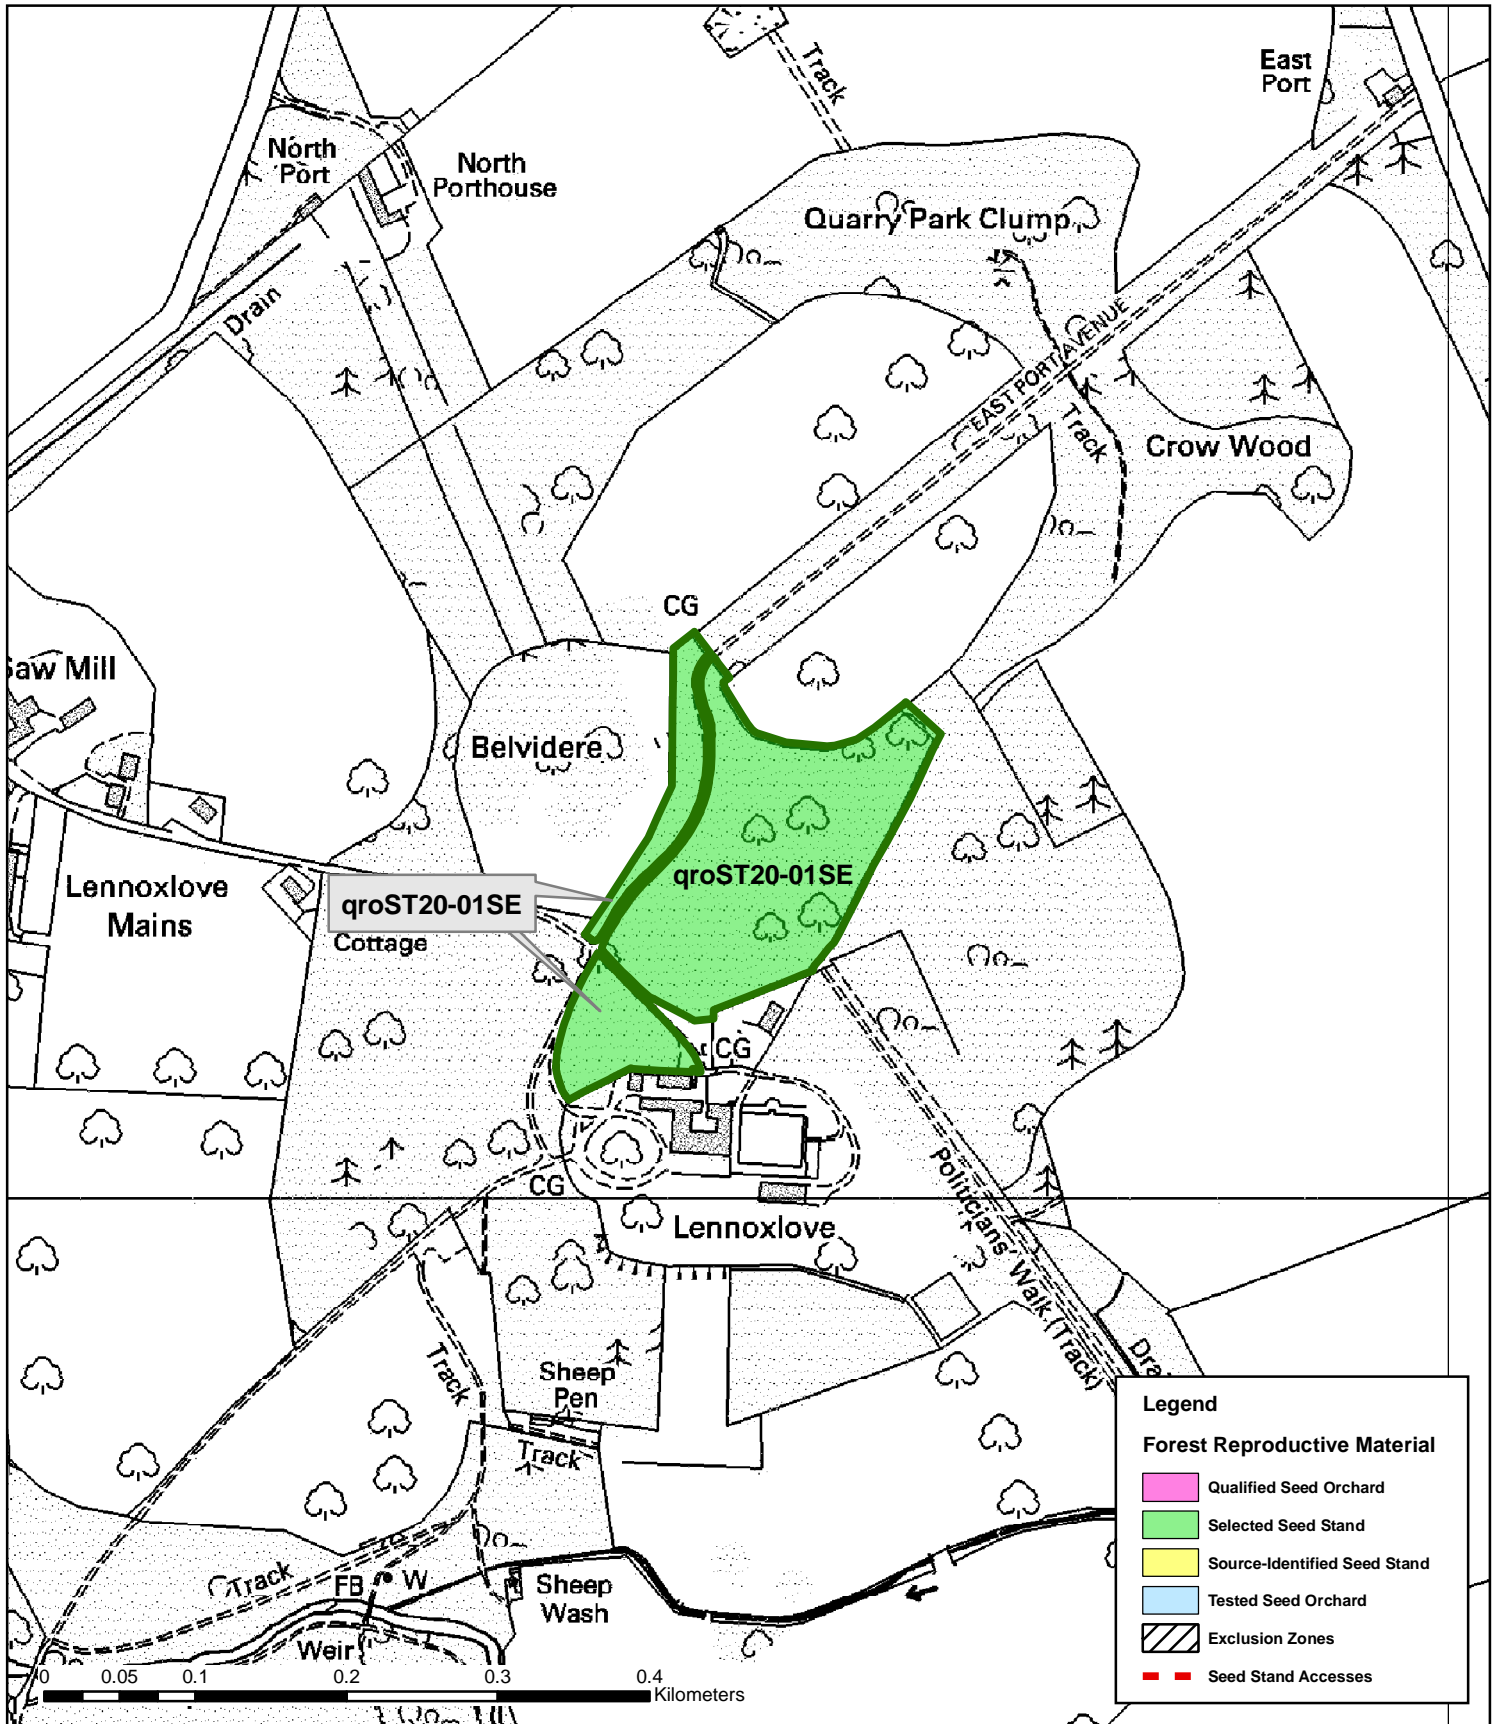 Track
East
Port
North
Port
North
Porthouse
Quarry Park Clump
Drain
EAST PORT AVENUE
Track
Crow Wood
CG
Saw Mill
Belvidere
qroST20-01SE
Lennoxlove
Mains
qroST20-01SE
Cottage
CG
CG
Lennoxlove
Politicians' Walk (Track)
Track
Sheep
Pen
Track
Track
FB
W
Sheep
Wash
Weir
0 0.05 0.1 0.2 0.3 0.4
Kilometers
Legend
Forest Reproductive Material
Qualified Seed Orchard
Selected Seed Stand
Source-Identified Seed Stand
Tested Seed Orchard
Exclusion Zones
Seed Stand Accesses